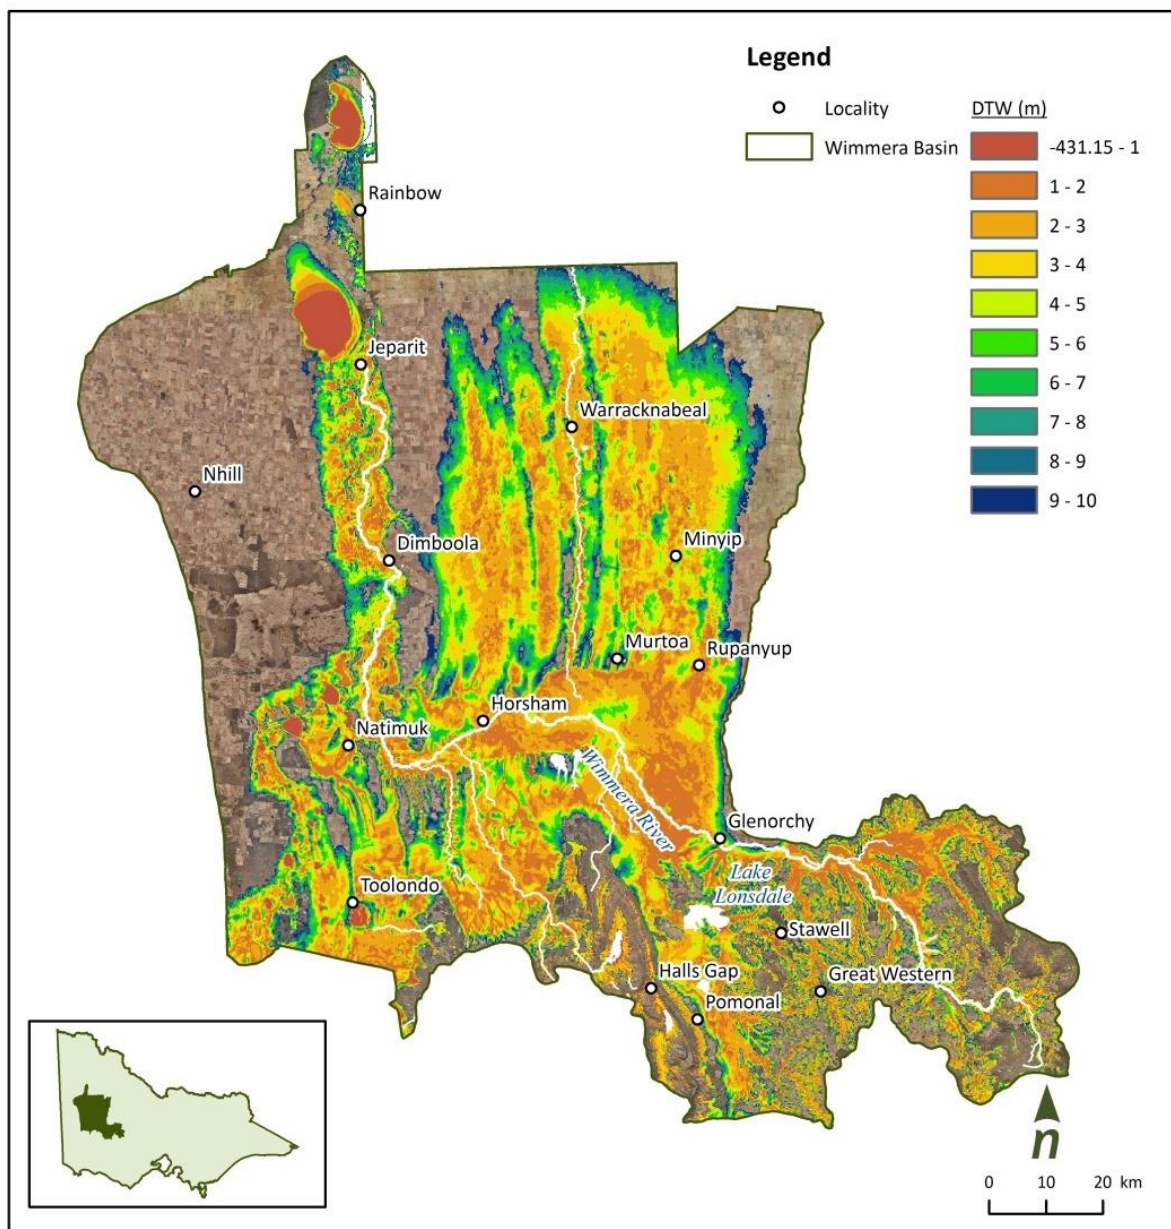 Legend
Locality
Wimmera Basin
DTW (m)
-431.15 - 1
1 - 2
2 - 3
3 - 4
4 - 5
5 - 6
6 - 7
7 - 8
8 - 9
9 - 10
Rainbow
Jeparit
Warracknabeal
Nhill
Dimboola
Minyip
Murtoa
Rupanyup
Horsham
Natimuk
Wimmera River
Glenorchy
Lake
Lonsdale
Toolondo
Stawell
Halls Gap
Great Western
Pomonal
n
0 10 20 km